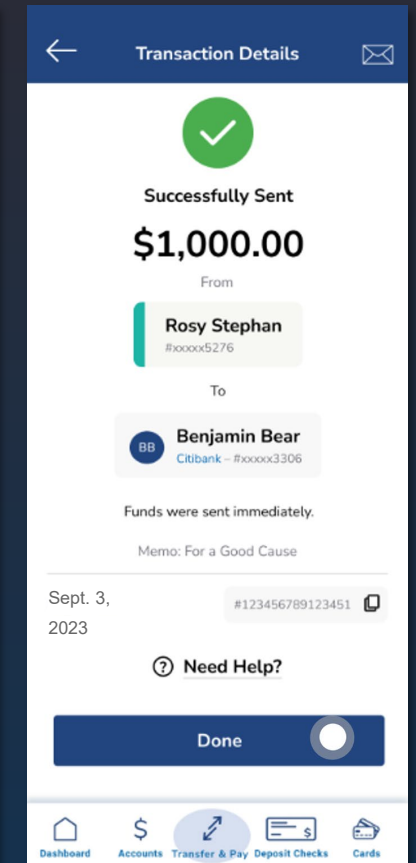 Transaction Details
Successfully Sent
$1,000.00
From
Rosy Stephan
#xxxxx5276
To
BB
Benjamin Bear
Citibank – #xxxxx3306
Funds were sent immediately.
Memo: For a Good Cause
Sept. 3,
2023
#123456789123451
? Need Help?
Done
Dashboard Accounts Transfer & Pay Deposit Checks Cards